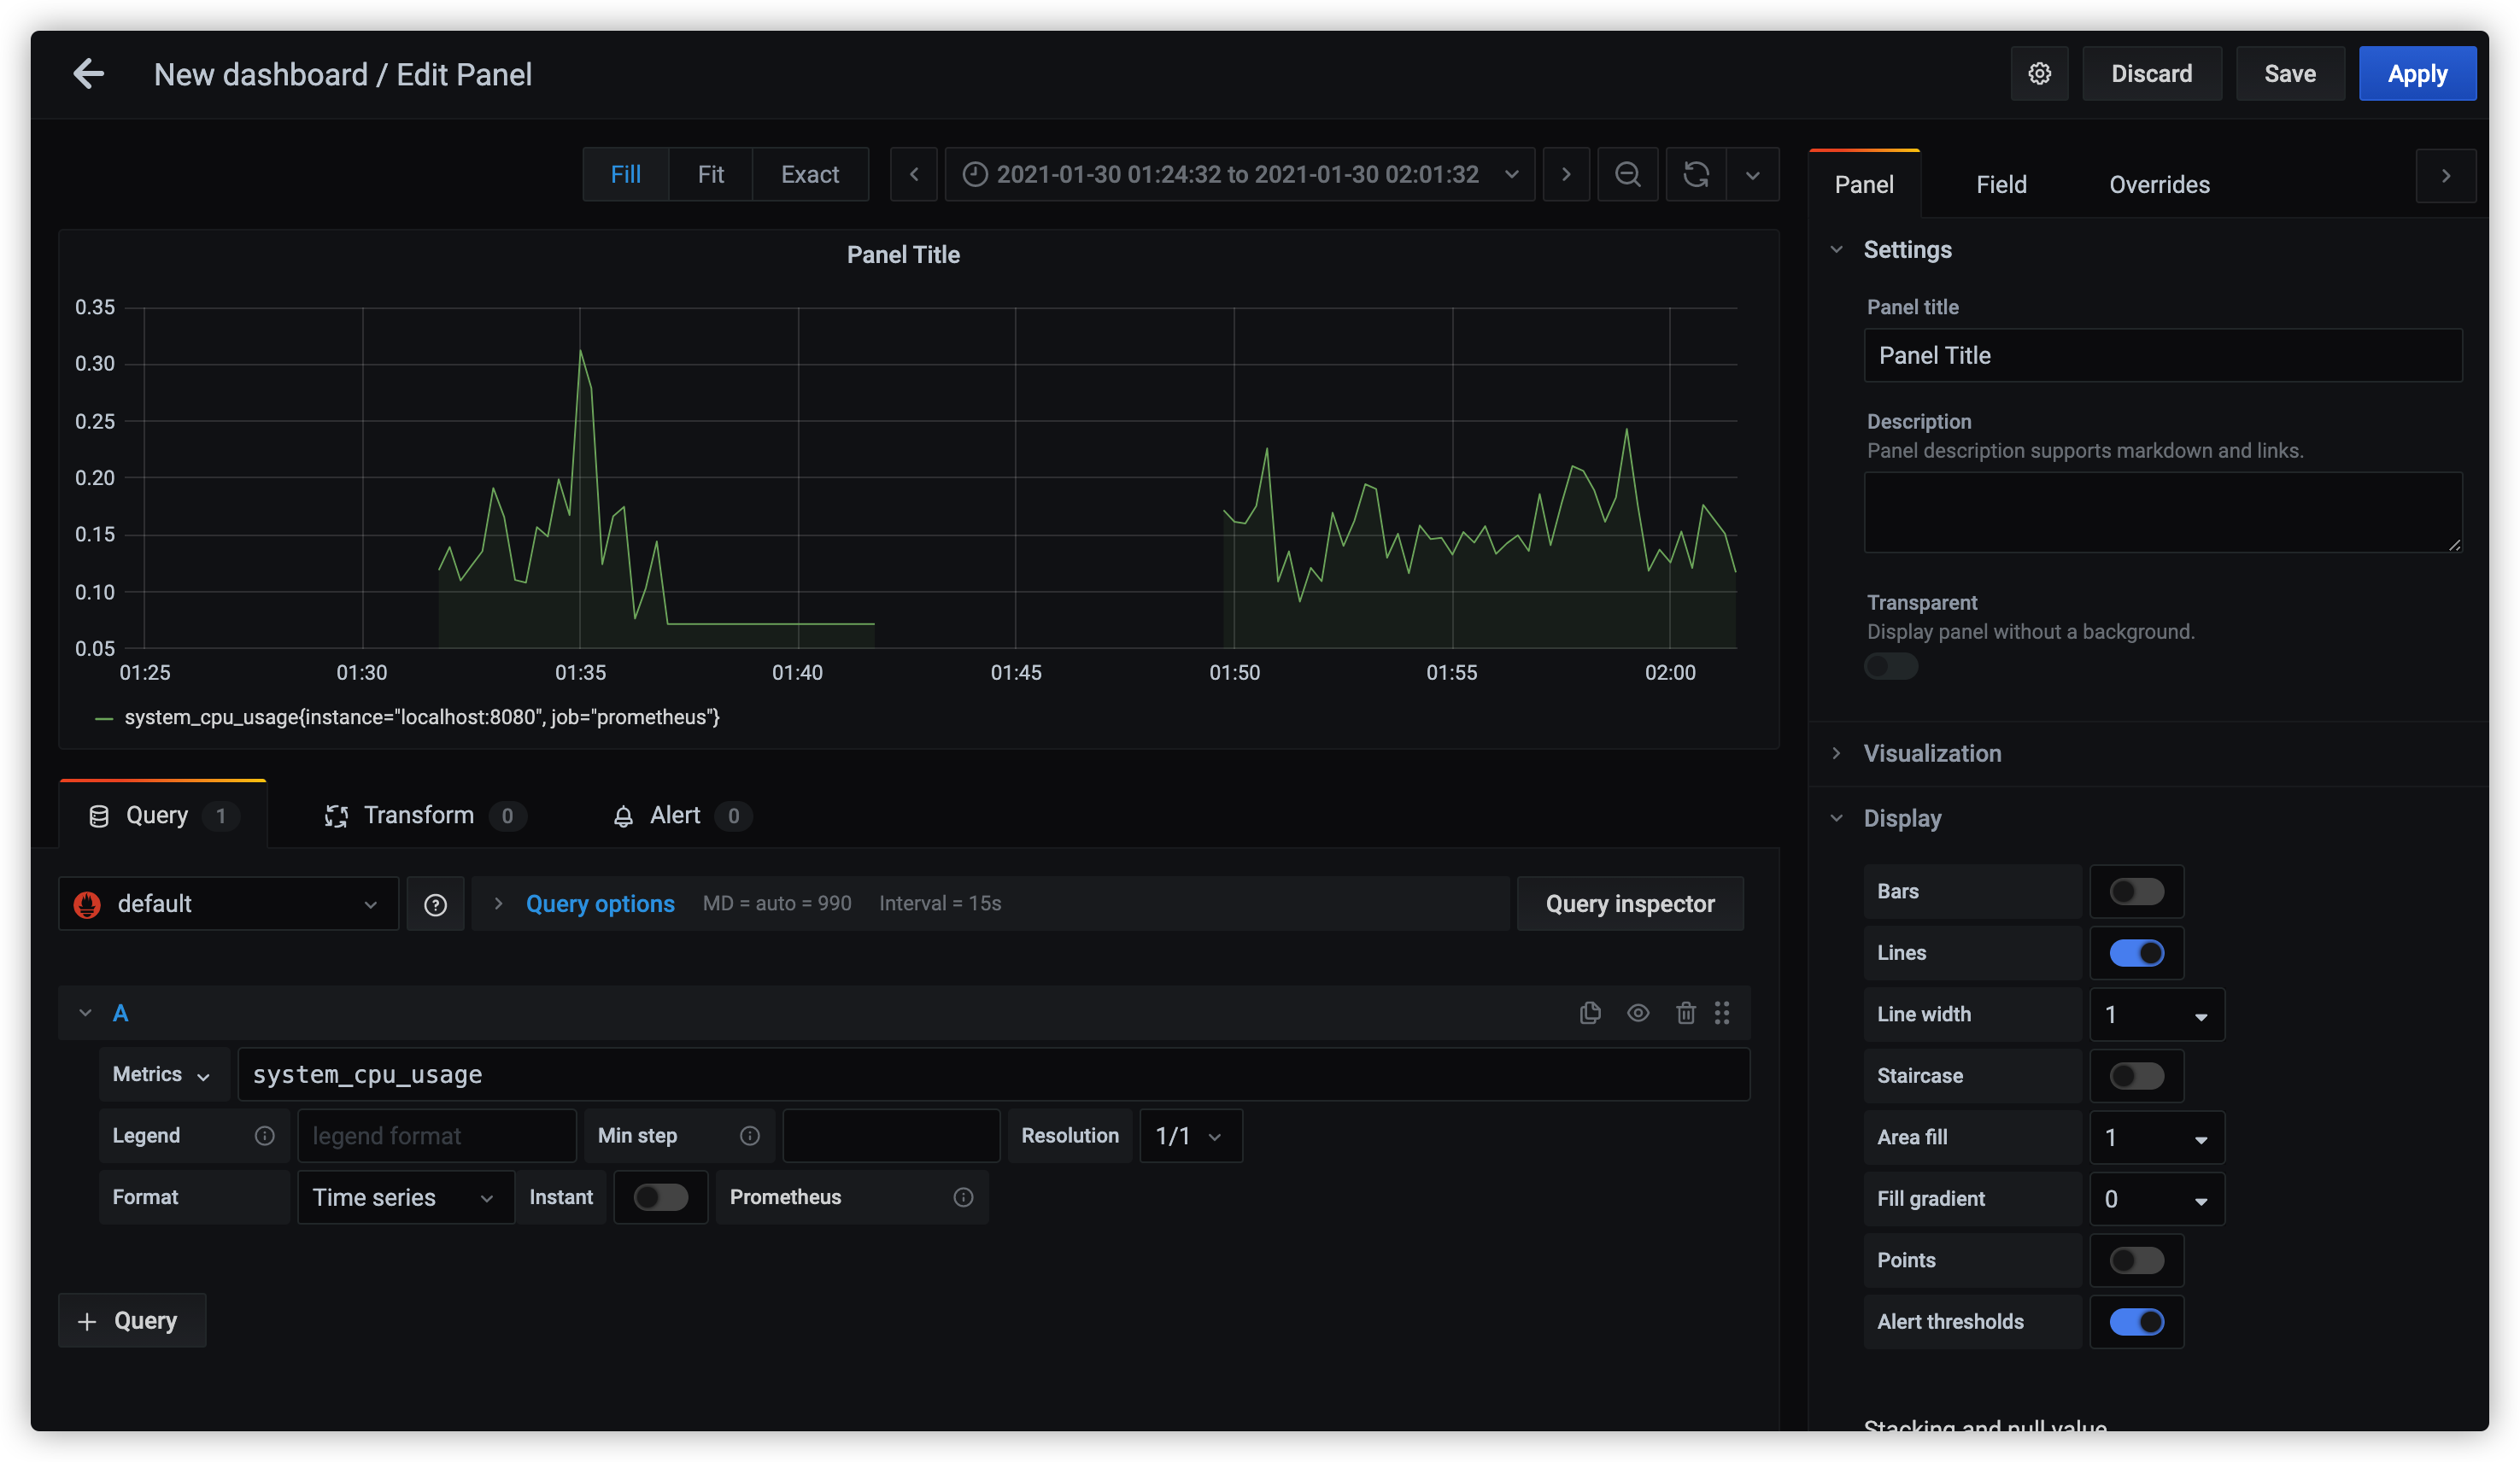 New dashboard / Edit Panel
Discard
Save
Apply
Fill
Fit
Exact
2021-01-30 01:24:32 to 2021-01-30 02:01:32
Panel Title
0.35
0.30
0.25
0.20
0.15
0.10
0.05
01:25
01:30
01:35
01:40
01:45
01:50
01:55
02:00
system_cpu_usage{instance="localhost:8080", job="prometheus"}
Query 1
Transform 0
Alert 0
default
Query options MD = auto = 990 Interval = 15s
Query inspector
A
Metrics
system_cpu_usage
Legend
legend format
Min step
Resolution
1/1
Format
Time series
Instant
Prometheus
+ Query
Panel
Field
Overrides
Settings
Panel title
Panel Title
Description
Panel description supports markdown and links.
Transparent
Display panel without a background.
Visualization
Display
Bars
Lines
Line width
1
Staircase
Area fill
1
Fill gradient
0
Points
Alert thresholds
Stacking and null value